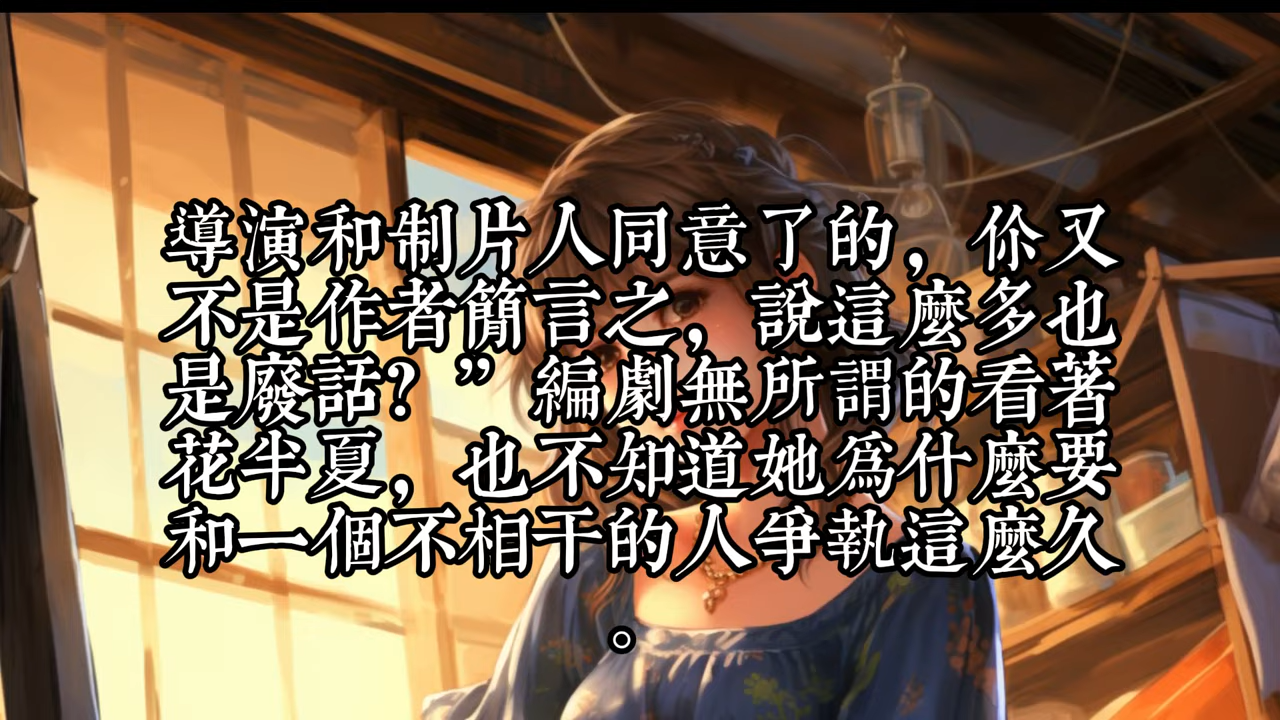 導演和制片人同意了的，伱又
不是作者簡言之，說這麼多也
是廢話？”編劇無所謂的看著
花半夏，也不知道她爲什麼要
和一個不相干的人爭執這麼久
。